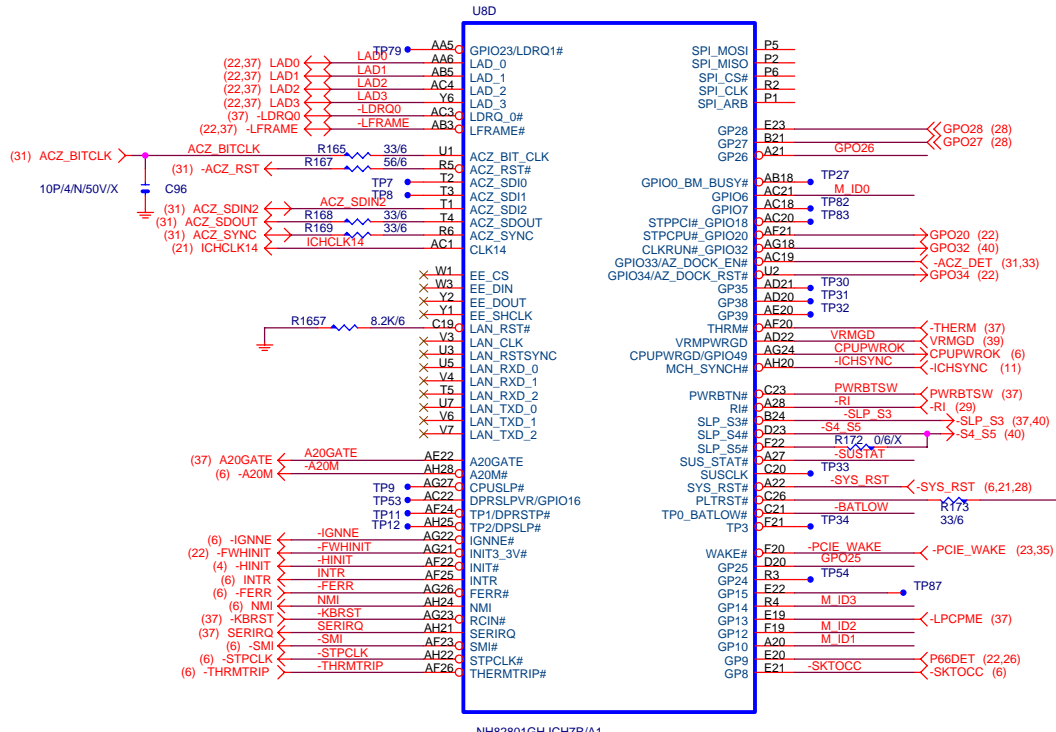 U8D
TP79 AA5 GPIO23/LDRQ1#
(22,37) LAD0 LAD0 AA6 LAD_0
(22,37) LAD1 LAD1 AB5 LAD_1
(22,37) LAD2 LAD2 AC4 LAD_2
(22,37) LAD3 LAD3 Y6 LAD_3
(37) -LDRQ0 -LDRQ0 AC3 LDRQ_0#
(22,37) -LFRAME -LFRAME AB3 LFRAME#
(31) ACZ_BITCLK ACZ_BITCLK R165 33/6 U1 ACZ_BIT_CLK
(31) -ACZ_RST R167 56/6 R5 ACZ_RST#
TP7 T2 ACZ_SDI0
10P/4/N/50V/X C96
TP8 T3 ACZ_SDI1
(31) ACZ_SDIN2 ACZ_SDIN2 T1 ACZ_SDI2
(31) ACZ_SDOUT R168 33/6 T4 ACZ_SDOUT
(31) ACZ_SYNC R169 33/6 R6 ACZ_SYNC
(21) ICHCLK14 ICHCLK14 AC1 CLK14
W1 EE_CS
W3 EE_DIN
Y2 EE_DOUT
Y1 EE_SHCLK
R1657 8.2K/6 C19 LAN_RST#
V3 LAN_CLK
U3 LAN_RSTSYNC
U5 LAN_RXD_0
V4 LAN_RXD_1
T5 LAN_RXD_2
U7 LAN_TXD_0
V6 LAN_TXD_1
V7 LAN_TXD_2
(37) A20GATE A20GATE AE22 A20GATE
(6) -A20M -A20M AH28 A20M#
TP9 AG27 CPUSLP#
TP53 AC22 DPRSLPVR/GPIO16
TP11 AF24 TP1/DPRSTP#
TP12 AH25 TP2/DPSLP#
(6) -IGNNE -IGNNE AG22 IGNNE#
(22) -FWHINIT -FWHINIT AG21 INIT3_3V#
(4) -HINIT -HINIT AF22 INIT#
(6) INTR INTR AF25 INTR
(6) -FERR -FERR AG26 FERR#
(6) NMI NMI AH24 NMI
(37) -KBRST -KBRST AG23 RCIN#
(37) SERIRQ SERIRQ AH21 SERIRQ
(6) -SMI -SMI AF23 SMI#
(6) -STPCLK -STPCLK AH22 STPCLK#
(6) -THRMTRIP -THRMTRIP AF26 THERMTRIP#
SPI_MOSI P5
SPI_MISO P2
SPI_CS# P6
SPI_CLK R2
SPI_ARB P1
GP28 E23 GPO28 (28)
GP27 B21 GPO27 (28)
GP26 A21 GPO26
GPIO0_BM_BUSY# AB18 TP27
GPIO6 AC21 M_ID0
GPIO7 AC18 TP82
STPPCI#_GPIO18 AC20 TP83
STPCPU#_GPIO20 AF21 GPO20 (22)
CLKRUN#_GPIO32 AG18 GPO32 (40)
GPIO33/AZ_DOCK_EN# AC19 -ACZ_DET (31,33)
GPIO34/AZ_DOCK_RST# U2 GPO34 (22)
GP35 AD21 TP30
GP38 AD20 TP31
GP39 AE20 TP32
THRM# AF20 -THERM (37)
VRMPWRGD AD22 VRMGD VRMGD (39)
CPUPWRGD/GPIO49 AG24 CPUPWROK CPUPWROK (6)
MCH_SYNCH# AH20 -ICHSYNC -ICHSYNC (11)
PWRBTN# C23 PWRBTSW PWRBTSW (37)
RI# A28 -RI -RI (29)
SLP_S3# B24 -SLP_S3 -SLP_S3 (37,40)
SLP_S4# D23 -S4_S5 -S4_S5 (40)
SLP_S5# F22 R172 0/6/X
SUS_STAT# A27 -SUSTAT
SUSCLK C20 TP33
SYS_RST# A22 -SYS_RST -SYS_RST (6,21,28)
PLTRST# C26 R173 33/6
TP0_BATLOW# C21 -BATLOW
TP3 F21 TP34
WAKE# F20 -PCIE_WAKE -PCIE_WAKE (23,35)
GP25 D20 GPO25
GP24 R3 TP54
GP15 E22 TP87
GP14 R4 M_ID3
GP13 E19 -LPCPME (37)
GP12 F19 M_ID2
GP10 A20 M_ID1
GP9 E20 P66DET (22,26)
GP8 E21 -SKTOCC -SKTOCC (6)
NH82801GH ICH7R/A1